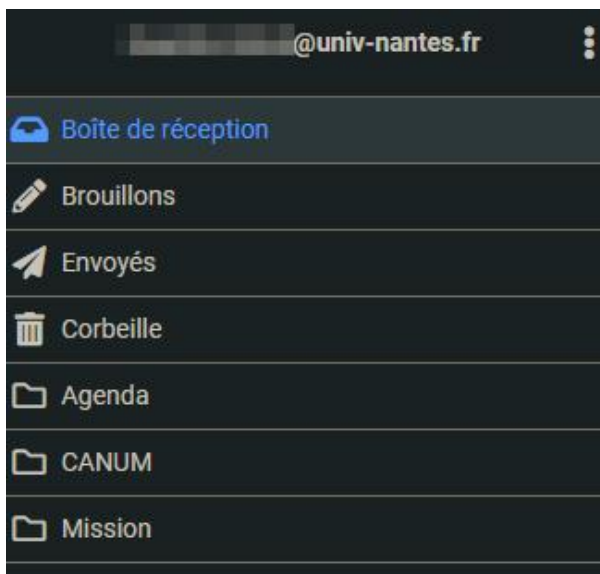 @univ-nantes.fr
Boîte de réception
Brouillons
Envoyés
Corbeille
Agenda
CANUM
Mission